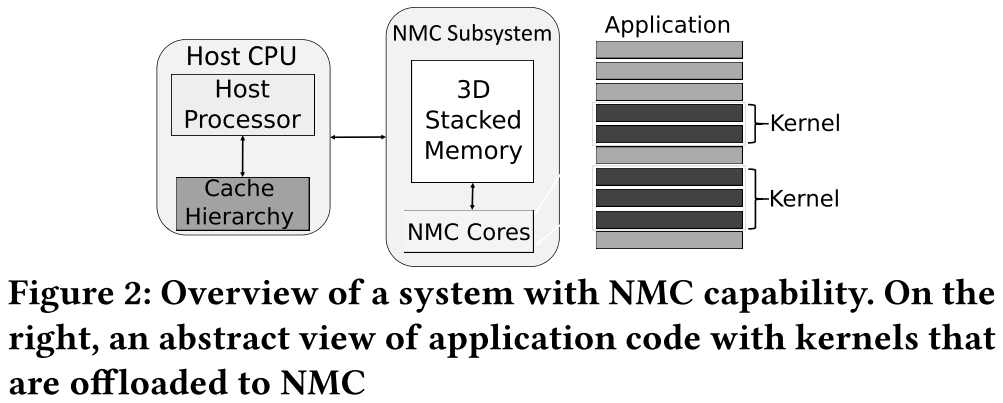 Host CPU
Host
Processor
Cache
Hierarchy
NMC Subsystem
3D
Stacked
Memory
NMC Cores
Application
Kernel
Kernel
Figure 2: Overview of a system with NMC capability. On the
right, an abstract view of application code with kernels that
are offloaded to NMC